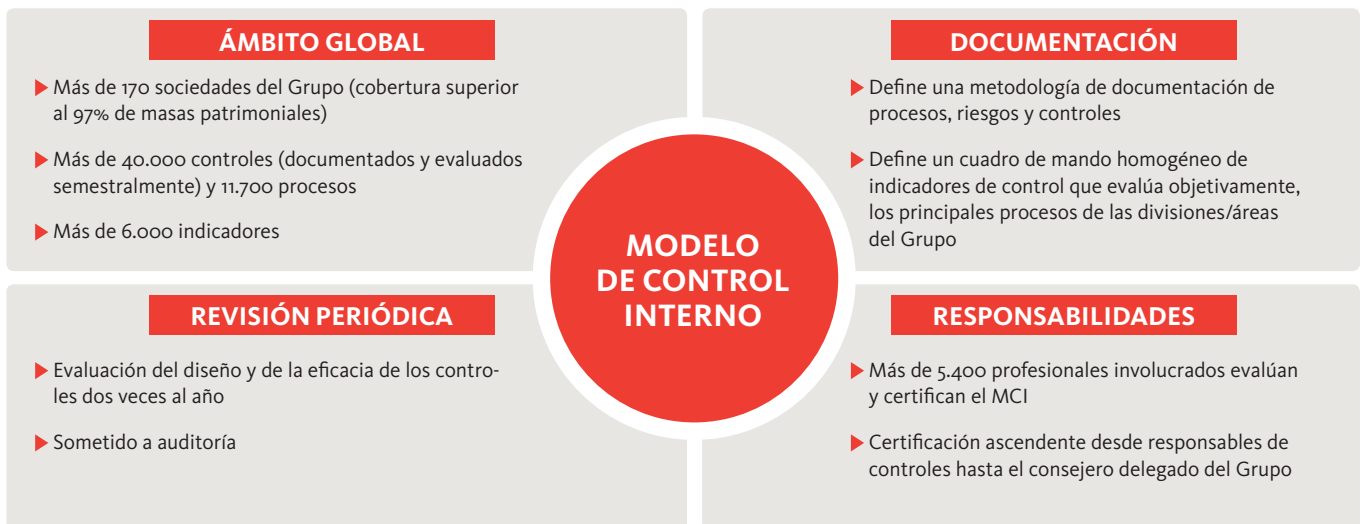 ÁMBITO GLOBAL
Más de 170 sociedades del Grupo (cobertura superior
al 97% de masas patrimoniales)
Más de 40.000 controles (documentados y evaluados
semestralmente) y 11.700 procesos
Más de 6.000 indicadores
DOCUMENTACIÓN
Define una metodología de documentación de
procesos, riesgos y controles
Define un cuadro de mando homogéneo de
indicadores de control que evalúa objetivamente,
los principales procesos de las divisiones/áreas
del Grupo
MODELO
DE CONTROL
INTERNO
REVISIÓN PERIÓDICA
Evaluación del diseño y de la eficacia de los contro-
les dos veces al año
Sometido a auditoría
RESPONSABILIDADES
Más de 5.400 profesionales involucrados evalúan
y certifican el MCI
Certificación ascendente desde responsables de
controles hasta el consejero delegado del Grupo